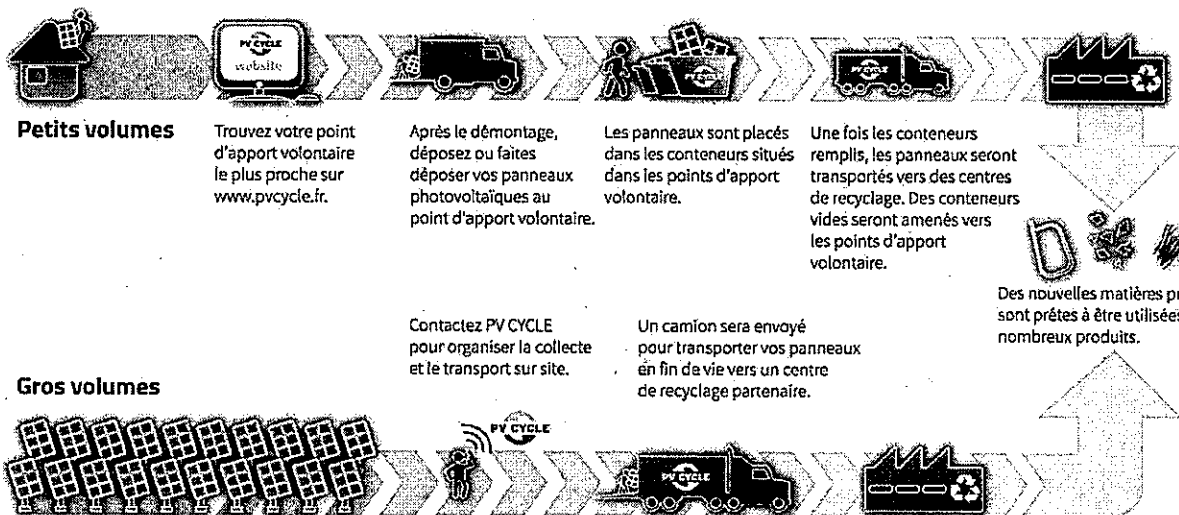 PV CYCLE
website
PV CYCLE
PV CYCLE
Petits volumes
Trouvez votre point
d'apport volontaire
le plus proche sur
www.pvcycle.fr.
Après le démontage,
déposez ou faites
déposer vos panneaux
photovoltaïques au
point d'apport volontaire.
Les panneaux sont placés
dans les conteneurs situés
dans les points d'apport
volontaire.
Une fois les conteneurs
remplis, les panneaux seront
transportés vers des centres
de recyclage. Des conteneurs
vides seront amenés vers
les points d'apport
volontaire.
Des nouvelles matières
sont prêtes à être utilisées
nombreux produits.
Contactez PV CYCLE
pour organiser la collecte
et le transport sur site.
Un camion sera envoyé
pour transporter vos panneaux
en fin de vie vers un centre
de recyclage partenaire.
Gros volumes
PV CYCLE
PV CYCLE